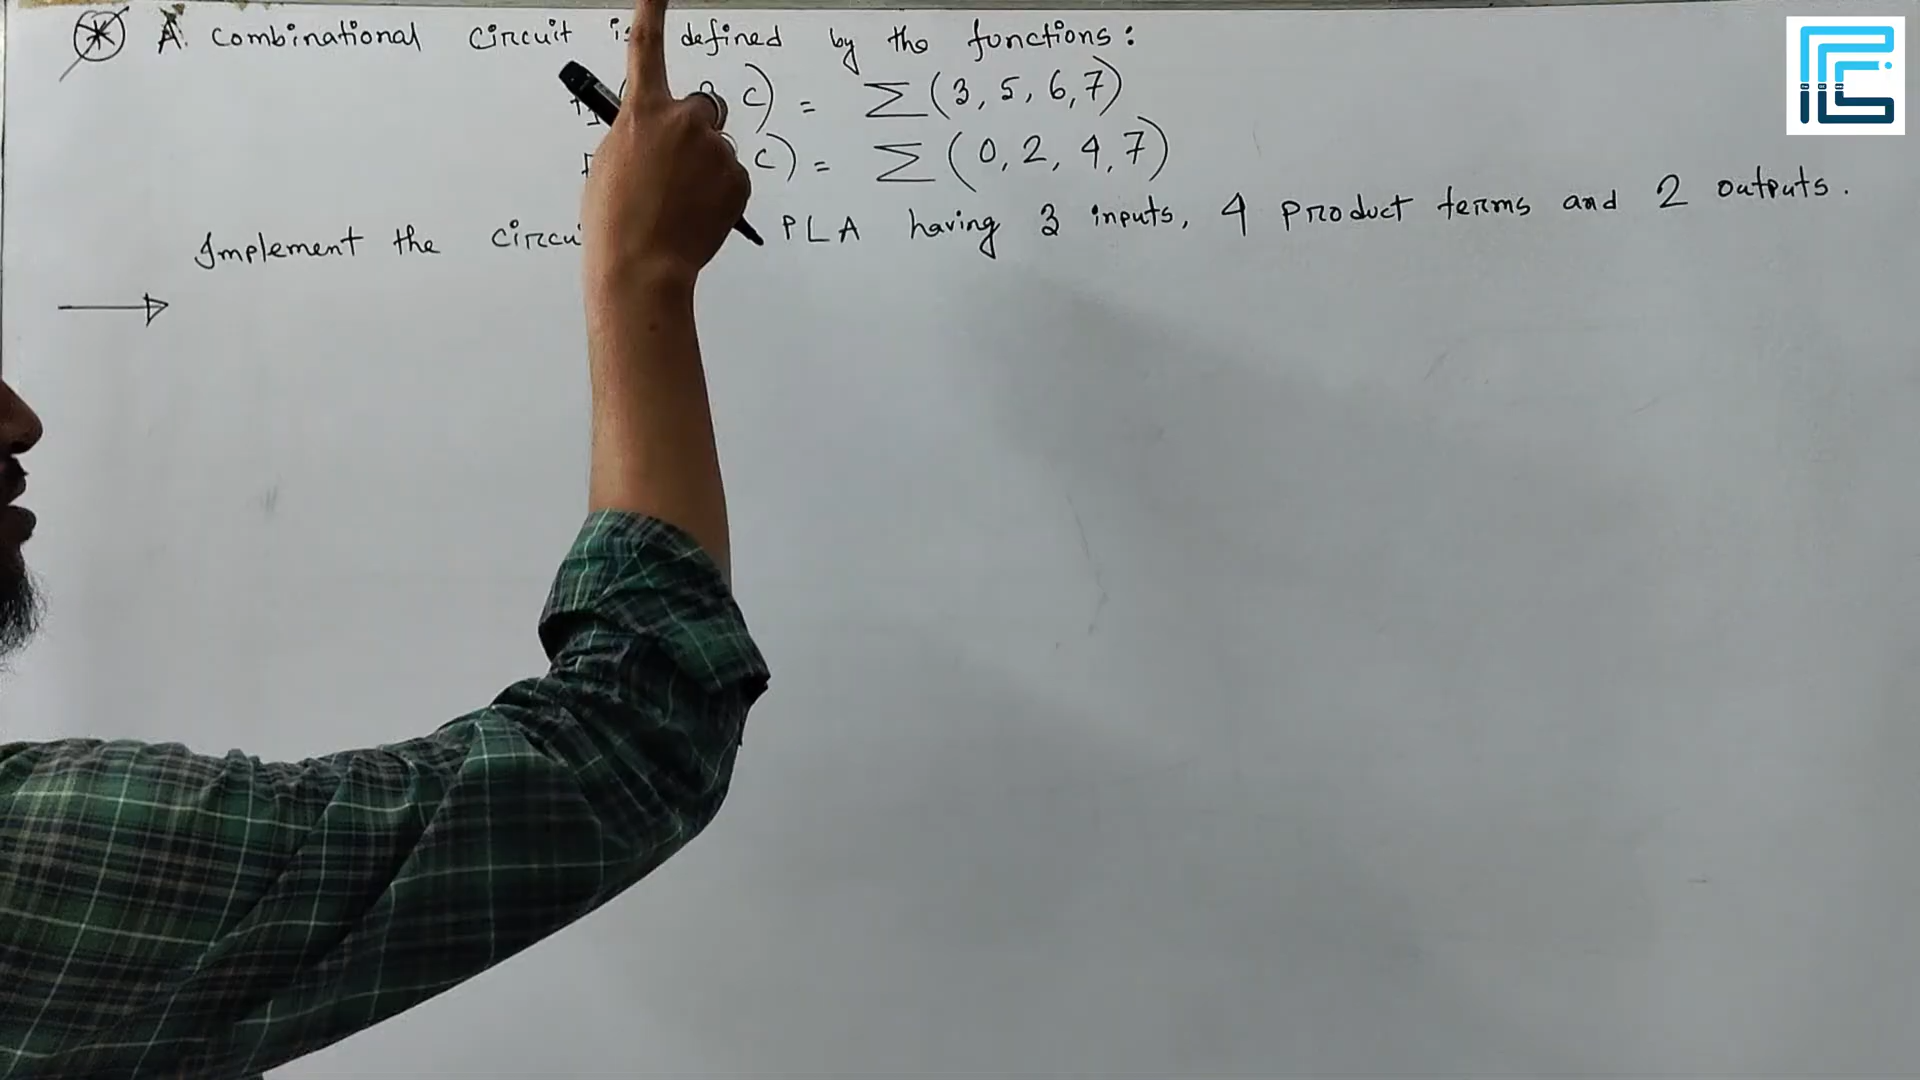 A combinational circuit is defined by the functions:
C) = Σ(3, 5, 6, 7)
C) = Σ(0, 2, 4, 7)
Implement the PLA having 3 inputs, 4 product terms and 2 outputs.